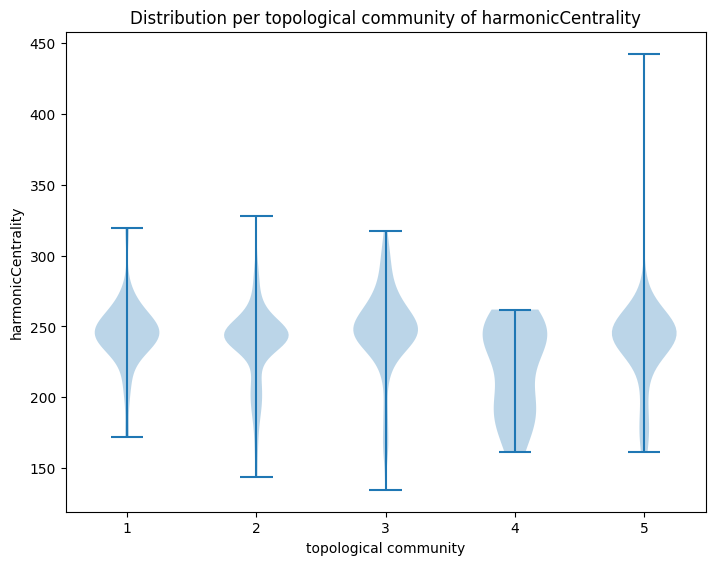 Distribution per topological community of harmonicCentrality
450
400
350
300
250
200
150
harmonicCentrality
1 2 3 4 5
topological community